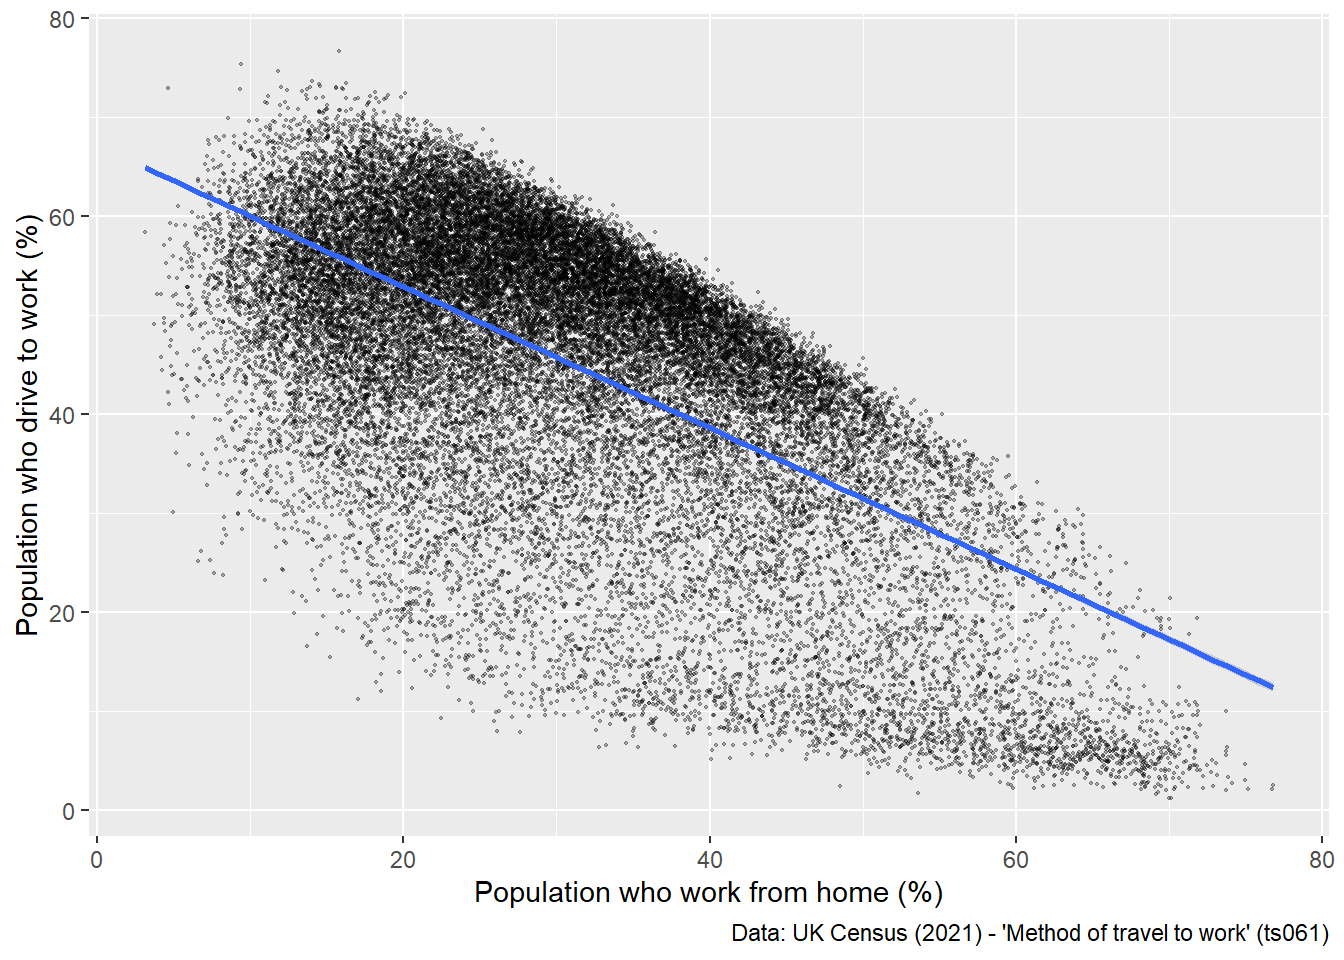 80
60
40
20
0
Population who drive to work (%)
0 20 40 60 80
Population who work from home (%)
Data: UK Census (2021) - 'Method of travel to work' (ts061)